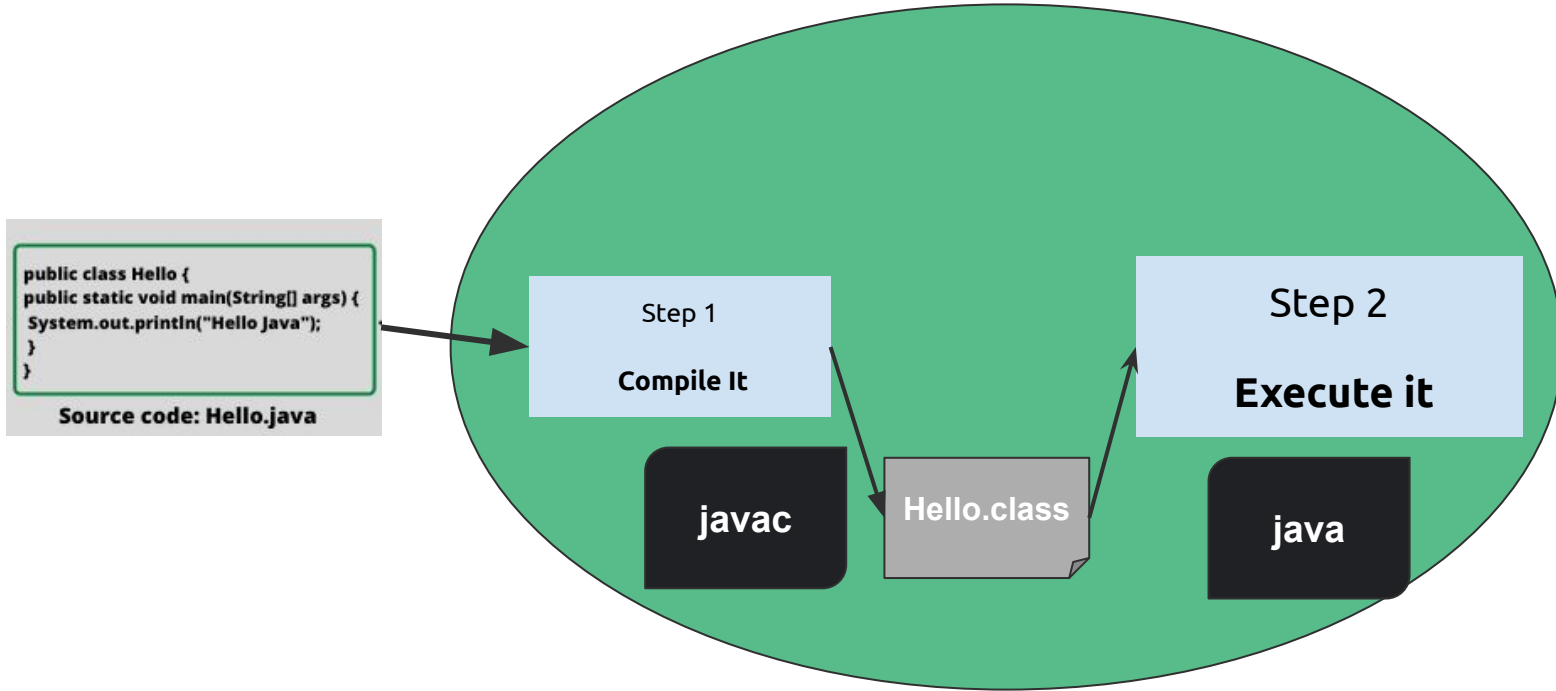 public class Hello {
public static void main(String[] args) {
System.out.println("Hello Java");
}
}
Source code: Hello.java
Step 1
Compile It
javac
Hello.class
Step 2
Execute it
java